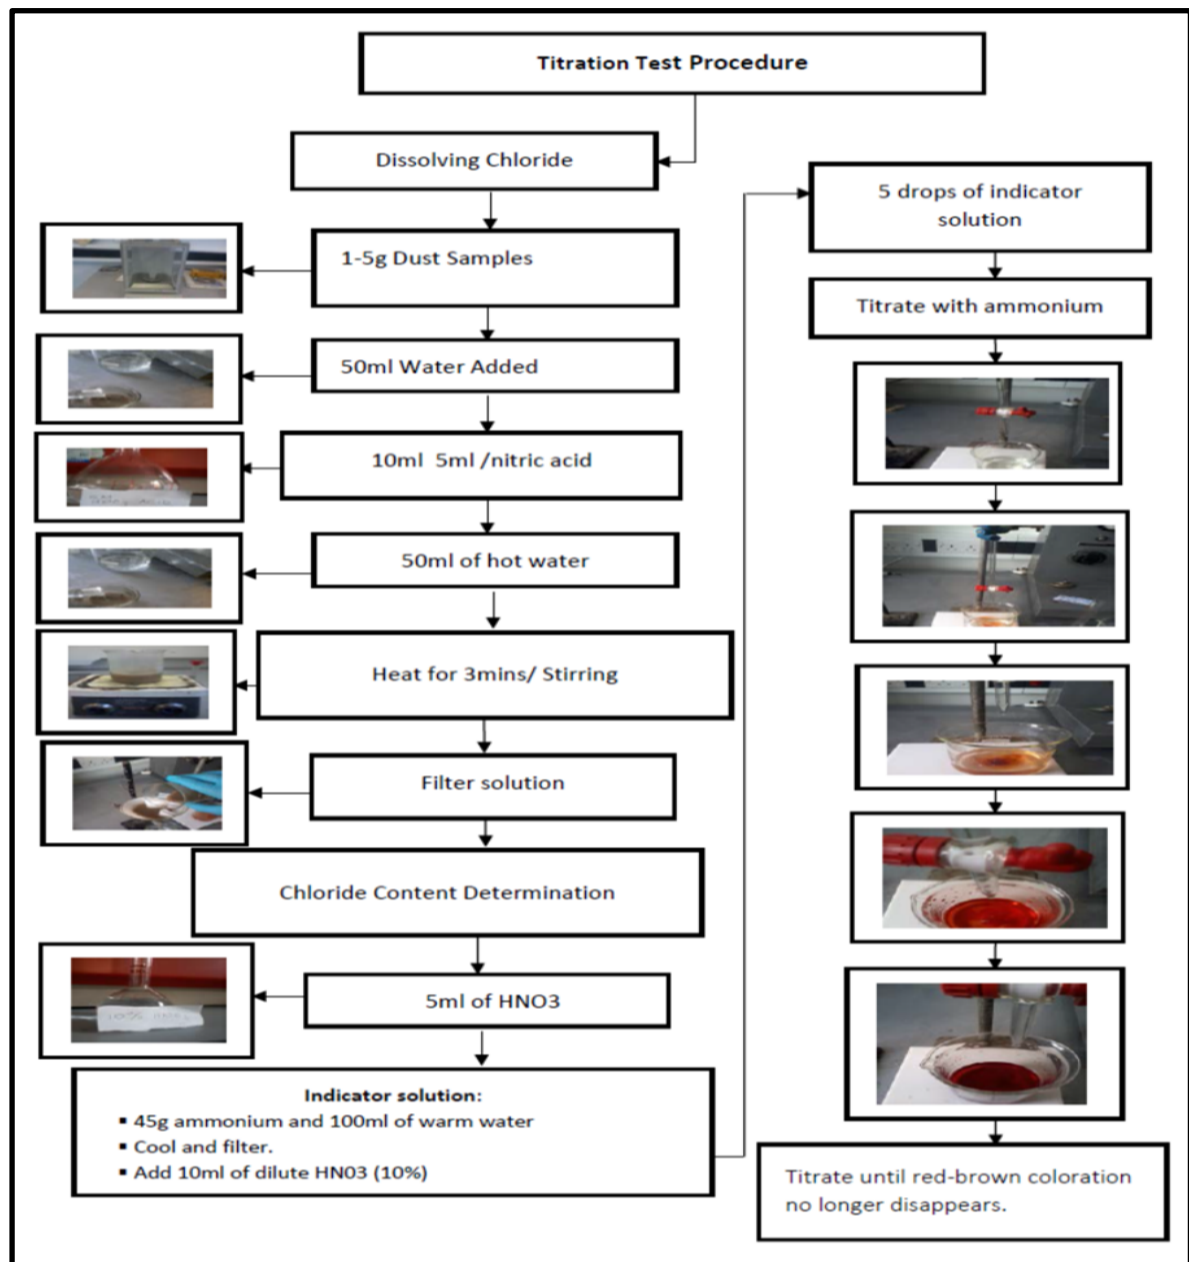 Titration Test Procedure
Dissolving Chloride
1-5g Dust Samples
50ml Water Added
10ml 5ml /nitric acid
50ml of hot water
Heat for 3mins/ Stirring
Filter solution
Chloride Content Determination
5ml of HNO3
Indicator solution:
▪ 45g ammonium and 100ml of warm water
▪ Cool and filter.
▪ Add 10ml of dilute HN03 (10%)
5 drops of indicator
solution
Titrate with ammonium
Titrate until red-brown coloration
no longer disappears.